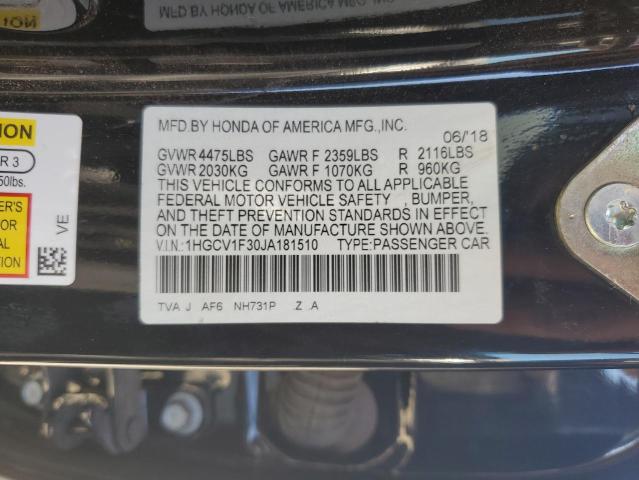 MFD.BY HONDA OF AMERICA MFG.,INC.
06/'18
GVWR 4475LBS GAWR F 2359LBS R 2116LBS
GVWR 2030KG GAWR F 1070KG R 960KG
THIS VEHICLE CONFORMS TO ALL APPLICABLE
FEDERAL MOTOR VEHICLE SAFETY , BUMPER,
AND THEFT PREVENTION STANDARDS IN EFFECT
ON THE DATE OF MANUFACTURE SHOWN ABOVE.
V.I.N.:1HGCV1F30JA181510 TYPE:PASSENGER CAR
TVA J AF6 NH731P Z .A
VE